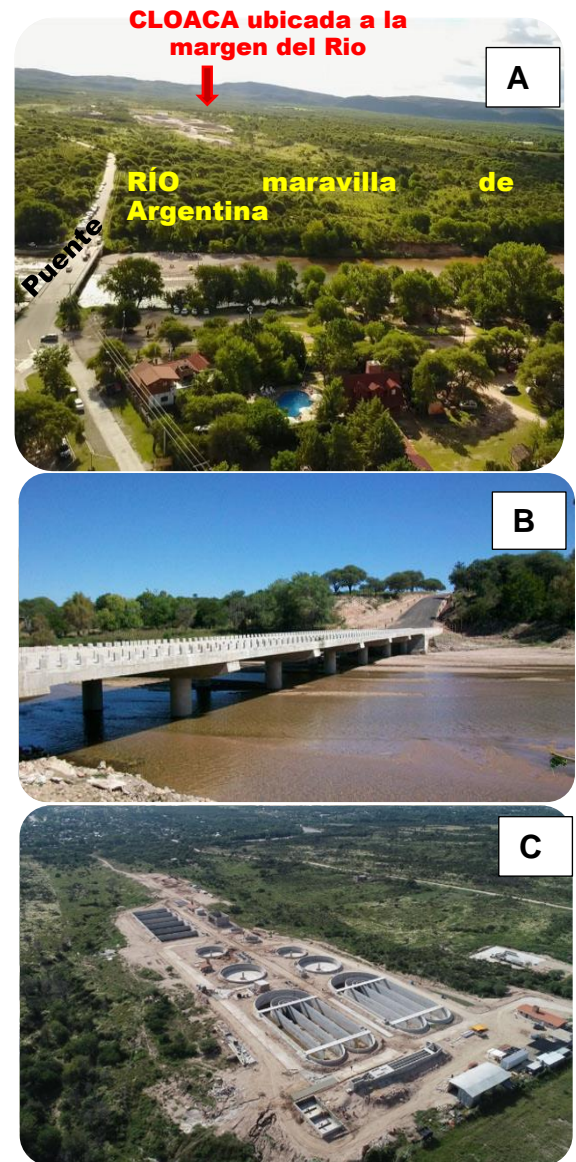 CLOACA ubicada a la
margen del Rio
A
RÍO maravilla de
Argentina
Puente
B
C